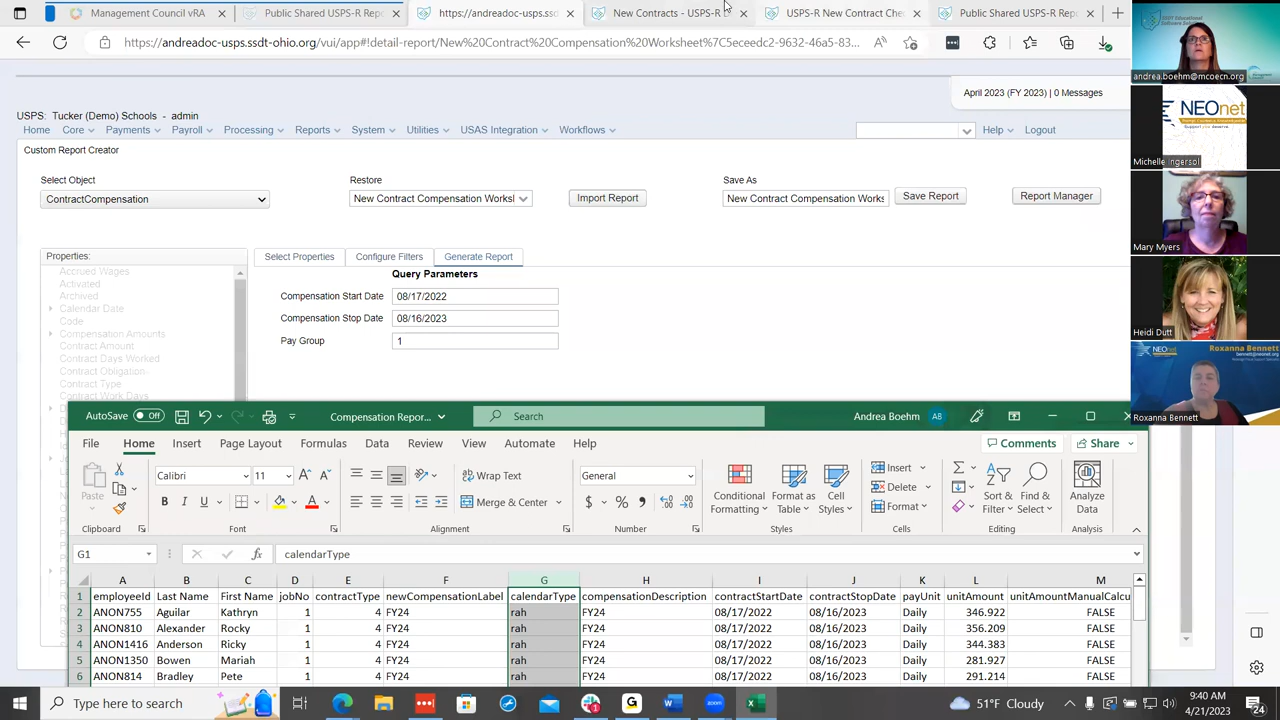 Management Council vRA
Public Shared - USPS-R Rep
New Contracts - USPS-R D
Public Shared - USPS-R Rep
https://andreadoc-usps.ssdt-ohio.org/vui/app#!detail-report/New
April 2023 (FY 2023) | 0 Messages
USPS: Tucker (Demo) Schools - admin
Home Core Payments Payroll Processing Reports System Utilities USAS Integration Workflows Help Logout
Custom Report Creator
Select Object Restore Save As
ContractCompensation New Contract Compensation Works Import Report New Contract Compensation Works Save Report Report Manager
Properties: Select Properties Configure Filters Generate Report
Accrued Wages
Activated
Archived
Calendar Date
Code
Compensation Amounts
Contract Amount
Contract Days Worked
Contract Obligation
Contract Type
Contract Work Days
Query Parameters
Compensation Start Date 08/17/2022
Compensation Stop Date 08/16/2023
Pay Group 1
AutoSave Off Compensation Repor... Search Andrea Boehm AB
File Home Insert Page Layout Formulas Data Review View Automate Help Comments Share
Paste Calibri 11 Wrap Text General Conditional Formatting Format as Table Cell Styles Insert Sort & Filter Find & Select Analyze Data
B I U Merge & Center $ % Delete
Format
Clipboard Font Alignment Number Styles Cells Editing Analysis
G1 fx calendarType
A B C D E F G H I J K L M
1 employeeId Last Name First Name jobNo contractType newCompensationLabel calendarType compensationDescription contractStartDate contractStopDate payUnit unitAmount unitAmountManualCalcu
2 ANON755 Aguilar Kathryn 1 4 FY24 rah FY24 08/17/2022 08/16/2023 Daily 346.922 FALSE
3 ANON810 Alexander Rocky 1 4 FY24 rah FY24 08/17/2022 08/16/2023 Daily 356.209 FALSE
4 ANON1416 Anderson Ricky 1 4 FY24 rah FY24 08/17/2022 08/16/2023 Daily 344.383 FALSE
5 ANON1350 Bowen Mariah 1 4 FY24 rah FY24 08/17/2022 08/16/2023 Daily 281.927 FALSE
6 ANON814 Bradley Pete 1 4 FY24 rah FY24 08/17/2022 08/16/2023 Daily 291.214 FALSE
andrea.boehm@mcoecn.org
NEOnet
Michelle Ingersol
Mary Myers
Heidi Dutt
NEOnet
Roxanna Bennett
bennett@neonet.org
Roxanna Bennett
Type here to search
51°F Cloudy
9:40 AM
4/21/2023
24